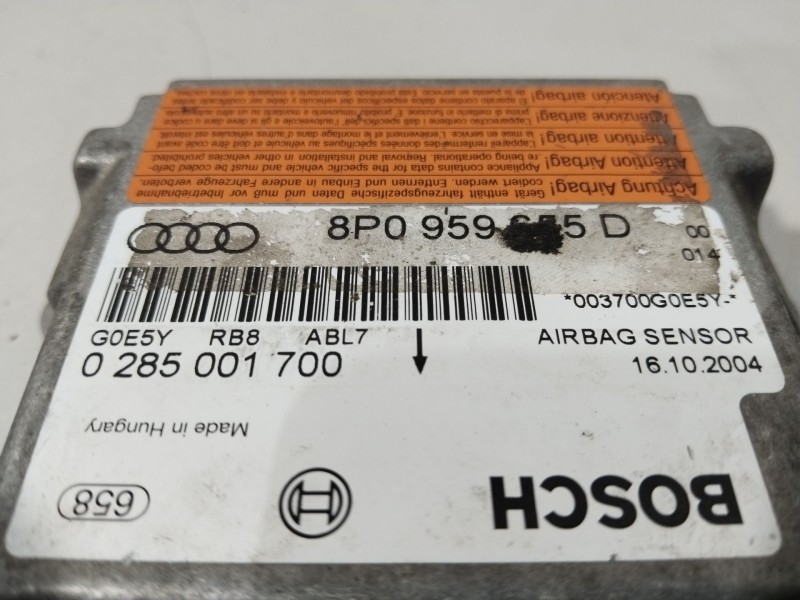 Atención airbag!
Attenzione airbag!
Attention airbag!
Attention Airbag!
Appliance contains data for the specific vehicle and must be coded before being operational Removal and installation in other vehicles prohibited.
Achtung Airbag!
Gerät enthält fahrzeugspezifische Daten und muß vor Inbetriebnahme codiert werden. Entfernen und Einbau in andere Fahrzeuge verboten.
8P0 959 655 D
00
014
*003700G0E5Y-*
G0E5Y RB8 ABL7
AIRBAG SENSOR
0 285 001 700
16.10.2004
Made in Hungary
658
BOSCH